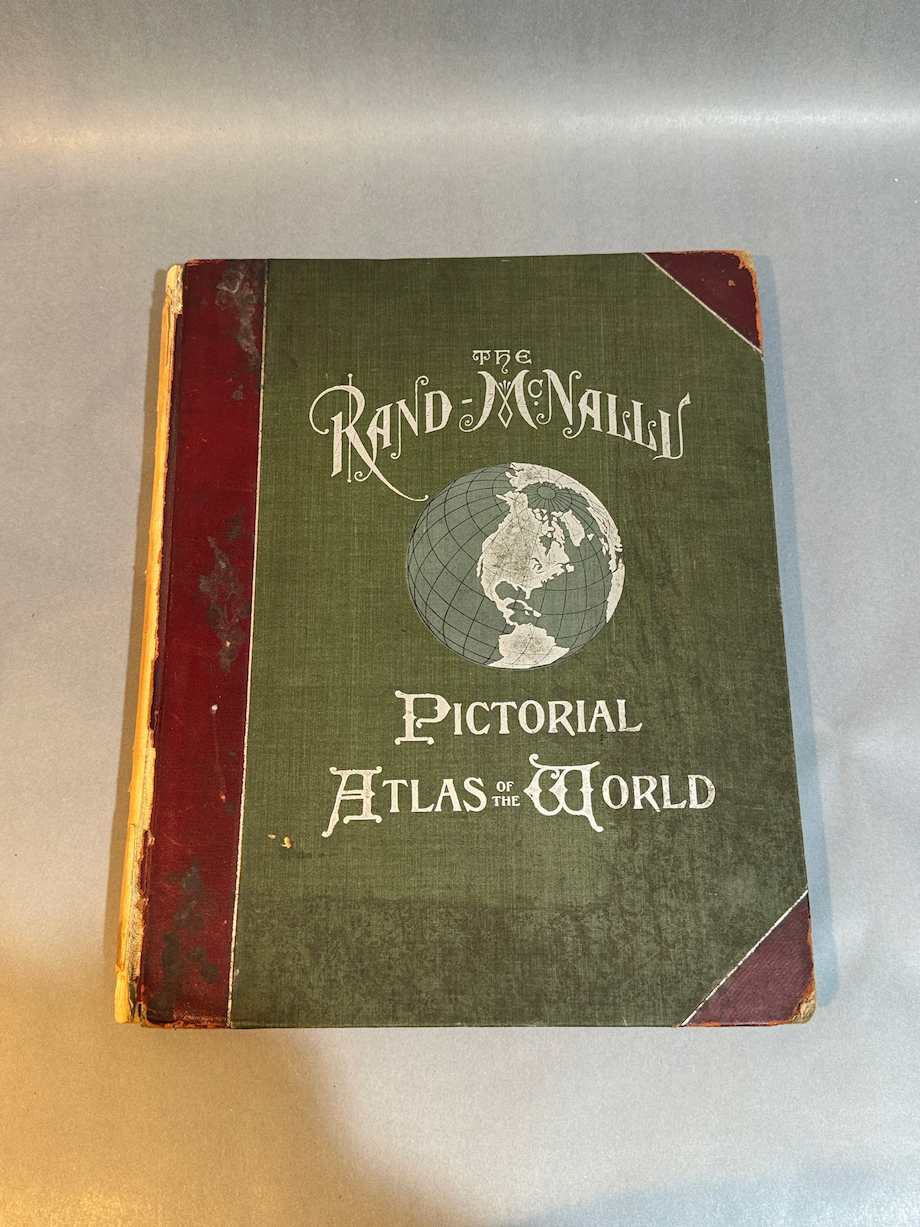 THE
RAND-McNALLY
PICTORIAL
ATLAS OF THE WORLD